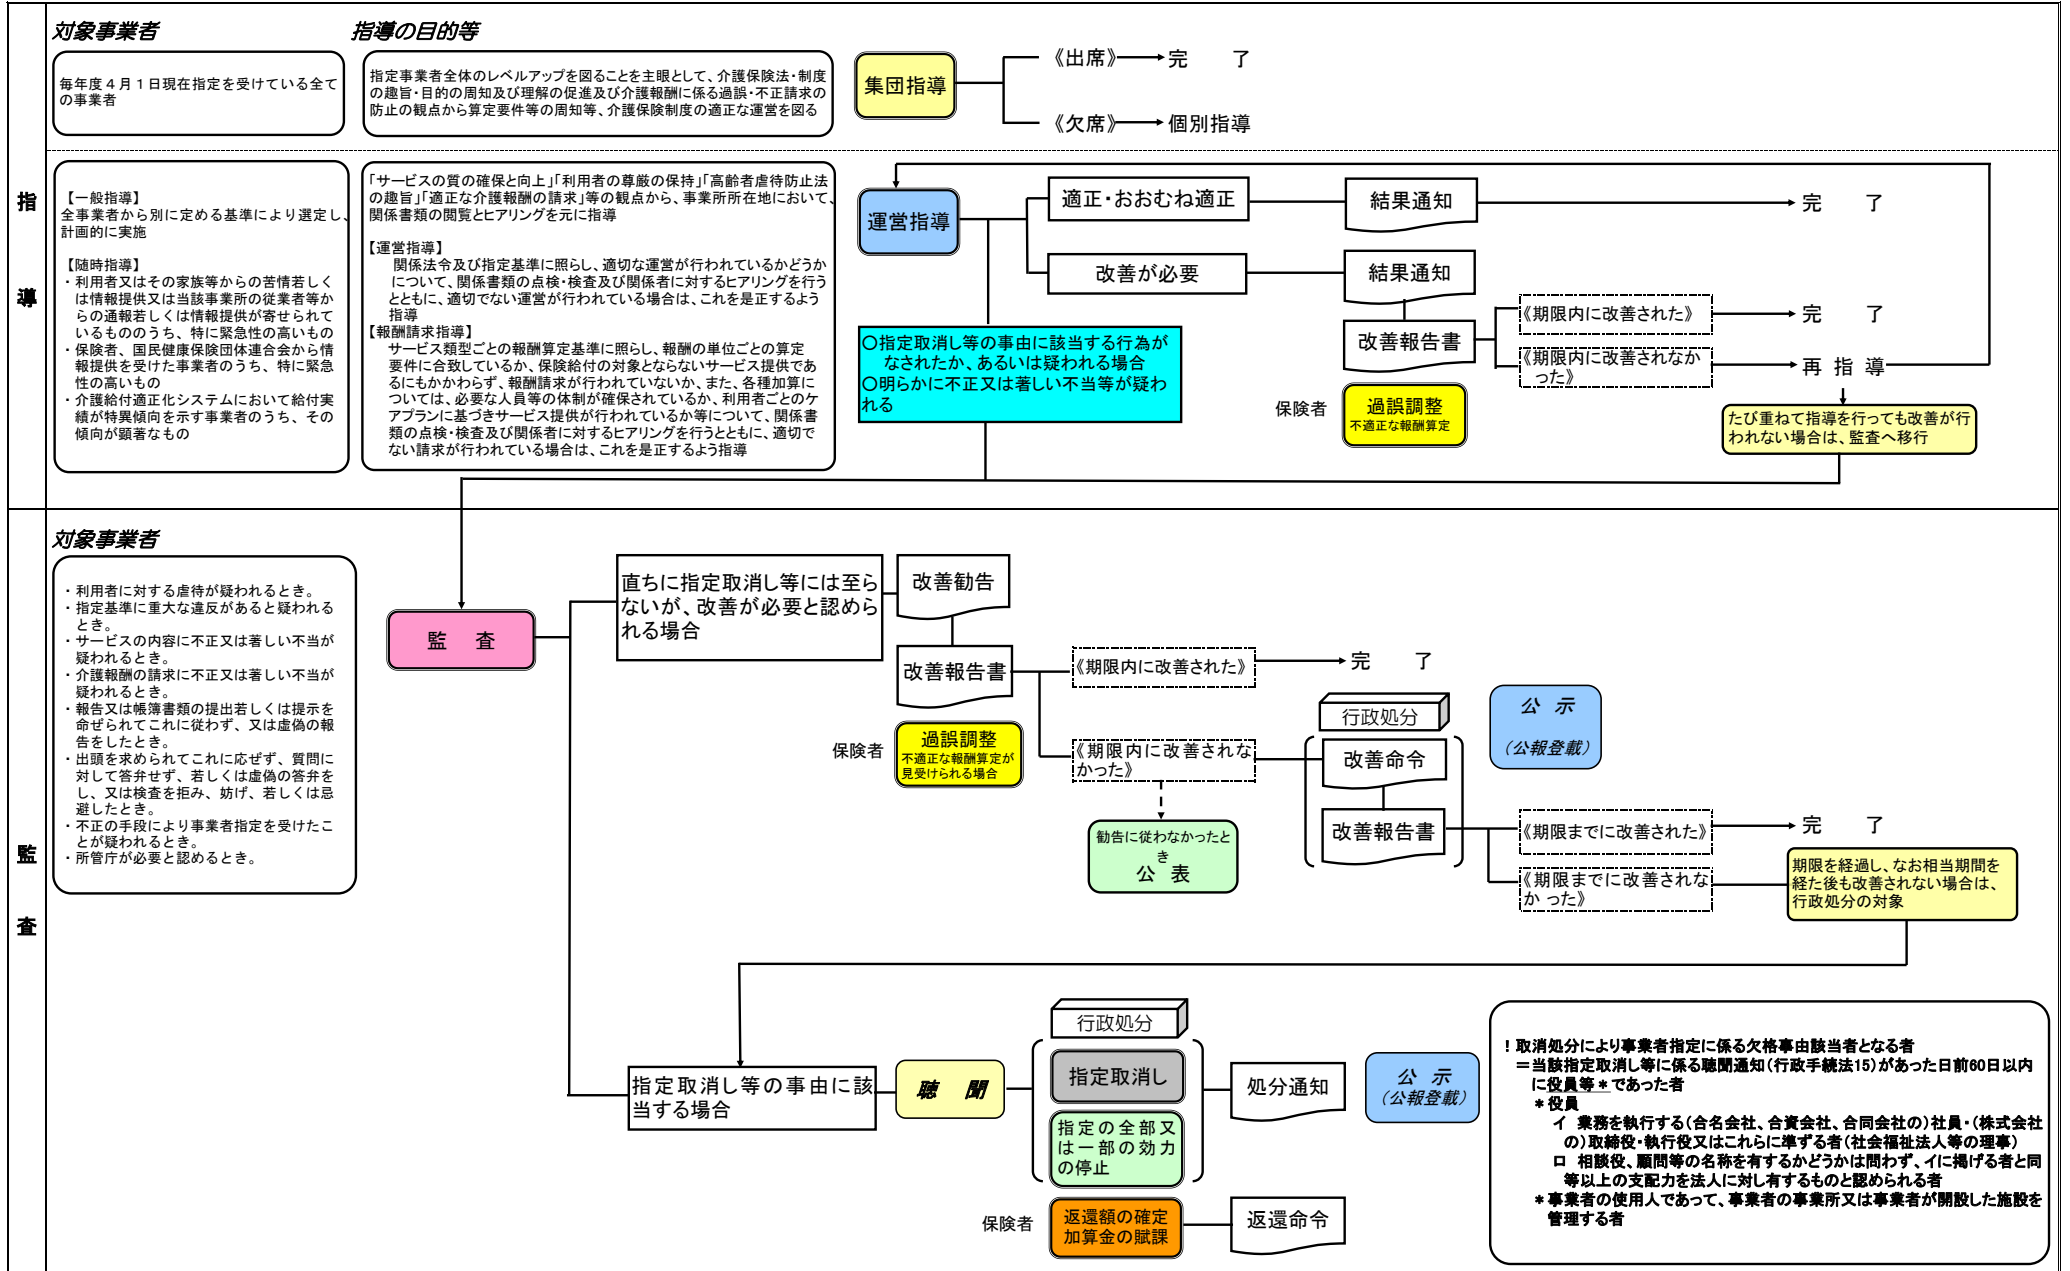 対象事業者
指導の目的等
毎年度４月１日現在指定を受けている全て
の事業者
指定事業者全体のレベルアップを図ることを主眼として、介護保険法・制度
の趣旨・目的の周知及び理解の促進及び介護報酬に係る過誤・不正請求の
防止の観点から算定要件等の周知等、介護保険制度の適正な運営を図る
集団指導
《出席》
完　了
《欠席》
個別指導
指
導
【一般指導】
全事業者から別に定める基準により選定し、
計画的に実施
【随時指導】
・利用者又はその家族等からの苦情若しく
は情報提供又は当該事業所の従業者等か
らの通報若しくは情報提供が寄せられて
いるもののうち、特に緊急性の高いもの
・保険者、国民健康保険団体連合会から情
報提供を受けた事業者のうち、特に緊急
性の高いもの
・介護給付適正化システムにおいて給付実
績が特異傾向を示す事業者のうち、その
傾向が顕著なもの
「サービスの質の確保と向上」「利用者の尊厳の保持」「高齢者虐待防止法
の趣旨」「適正な介護報酬の請求」等の観点から、事業所所在地において、
関係書類の閲覧とヒアリングを元に指導
【運営指導】
関係法令及び指定基準に照らし、適切な運営が行われているかどうか
について、関係書類の点検・検査及び関係者に対するヒアリングを行う
とともに、適切でない運営が行われている場合は、これを是正するよう
指導
【報酬請求指導】
サービス類型ごとの報酬算定基準に照らし、報酬の単位ごとの算定
要件に合致しているか、保険給付の対象とならないサービス提供であ
るにもかかわらず、報酬請求が行われていないか、また、各種加算に
ついては、必要な人員等の体制が確保されているか、利用者ごとのケ
アプランに基づきサービス提供が行われているか等について、関係書
類の点検・検査及び関係者に対するヒアリングを行うとともに、適切で
ない請求が行われている場合は、これを是正するよう指導
運営指導
適正・おおむね適正
結果通知
完　了
改善が必要
結果通知
改善報告書
《期限内に改善された》
完　了
《期限内に改善されなか
った》
再 指 導
〇指定取消し等の事由に該当する行為が
なされたか、あるいは疑われる場合
〇明らかに不正又は著しい不当等が疑わ
れる
保険者
過誤調整
不適正な報酬算定
たび重ねて指導を行っても改善が行
われない場合は、監査へ移行
監
査
対象事業者
・利用者に対する虐待が疑われるとき。
・指定基準に重大な違反があると疑われる
とき。
・サービスの内容に不正又は著しい不当が
疑われるとき。
・介護報酬の請求に不正又は著しい不当が
疑われるとき。
・報告又は帳簿書類の提出若しくは提示を
命ぜられてこれに従わず、又は虚偽の報
告をしたとき。
・出頭を求められてこれに応ぜず、質問に
対して答弁せず、若しくは虚偽の答弁を
し、又は検査を拒み、妨げ、若しくは忌
避したとき。
・不正の手段により事業者指定を受けたこ
とが疑われるとき。
・所管庁が必要と認めるとき。
監　査
直ちに指定取消し等には至ら
ないが、改善が必要と認めら
れる場合
改善勧告
改善報告書
《期限内に改善された》
完　了
保険者
過誤調整
不適正な報酬算定が
見受けられる場合
《期限内に改善されな
かった》
勧告に従わなかったと
き
公 表
行政処分
改善命令
改善報告書
公 示
（公報登載）
《期限までに改善された》
完　了
《期限までに改善されな
か った》
期限を経過し、なお相当期間を
経た後も改善されない場合は、
行政処分の対象
指定取消し等の事由に該
当する場合
聴　聞
行政処分
指定取消し
指定の全部又
は一部の効力
の停止
処分通知
公 示
（公報登載）
保険者
返還額の確定
加算金の賦課
返還命令
！取消処分により事業者指定に係る欠格事由該当者となる者
＝当該指定取消し等に係る聴聞通知（行政手続法15）があった日前60日以内
に役員等＊であった者
＊役員
イ　業務を執行する（合名会社、合資会社、合同会社の）社員・（株式会社
の）取締役・執行役又はこれらに準ずる者（社会福祉法人等の理事）
ロ　相談役、顧問等の名称を有するかどうかは問わず、イに掲げる者と同
等以上の支配力を法人に対し有するものと認められる者
＊事業者の使用人であって、事業者の事業所又は事業者が開設した施設を
管理する者